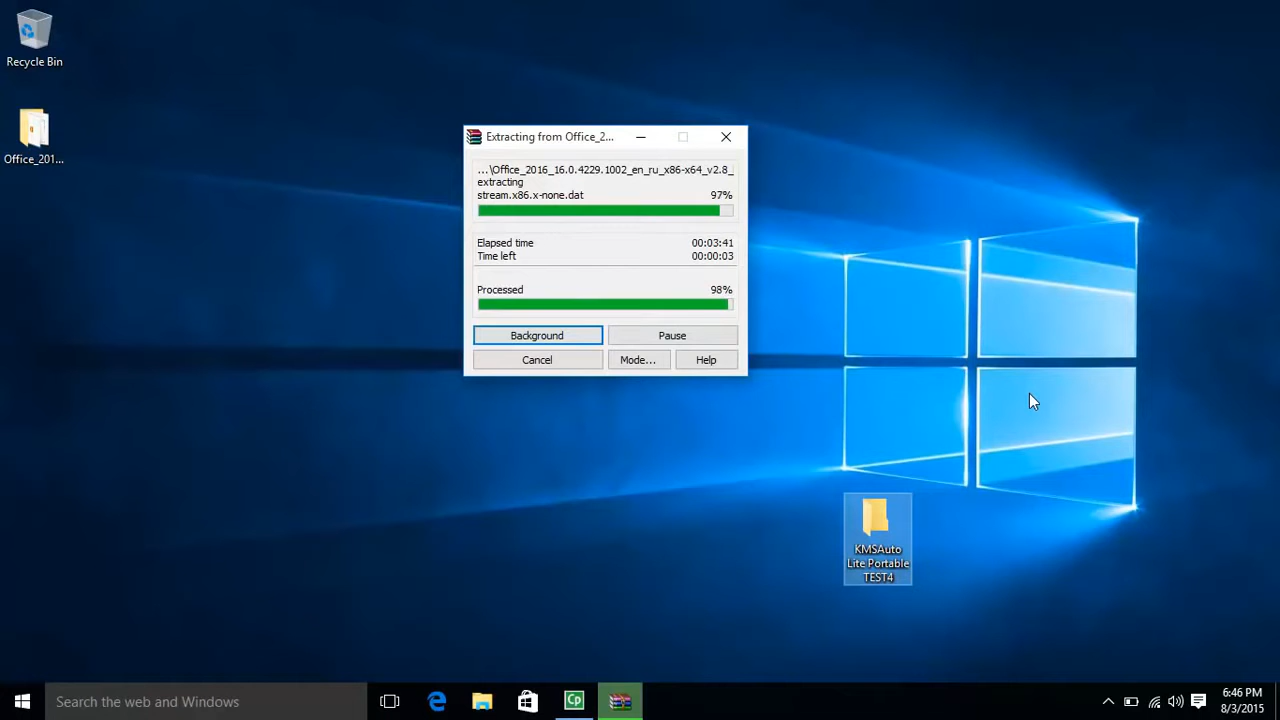 Recycle Bin
Office_201...
Extracting from Office_2...
...\Office_2016_16.0.4229.1002_en_ru_x86-x64_v2.8_
extracting
stream.x86.x-none.dat 97%
Elapsed time 00:03:41
Time left 00:00:03
Processed 98%
Background Pause
Cancel Mode... Help
KMSAuto
Lite Portable
TEST4
Search the web and Windows
Cp
6:46 PM
8/3/2015